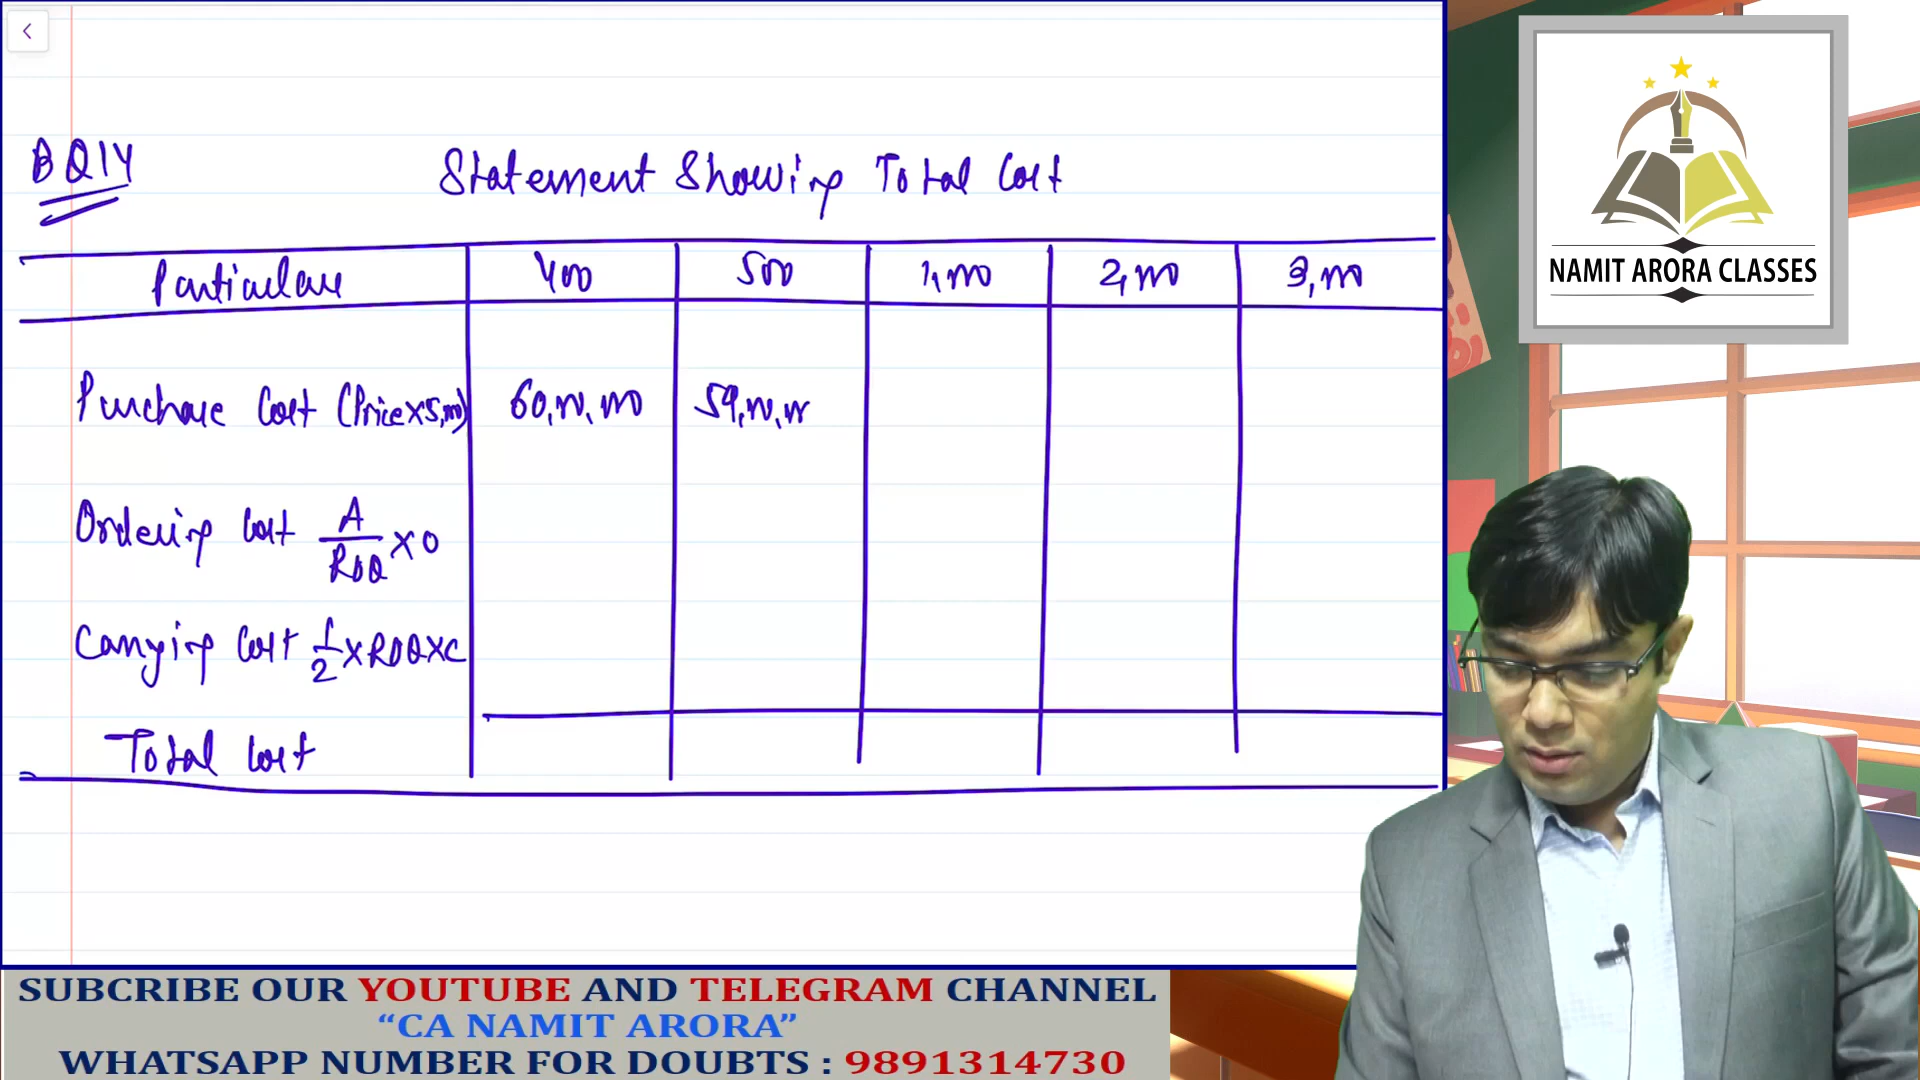 BQ14
Statement Showing Total Cost
Particulars 400 500 1,000 2,000 3,000
Purchase Cost (Price×5,000) 60,00,000 59,00,000
Ordering Cost A/ROQ × O
Carrying Cost 1/2 × ROQ × C
Total Cost
NAMIT ARORA CLASSES
SUBCRIBE OUR YOUTUBE AND TELEGRAM CHANNEL
“CA NAMIT ARORA”
WHATSAPP NUMBER FOR DOUBTS : 9891314730